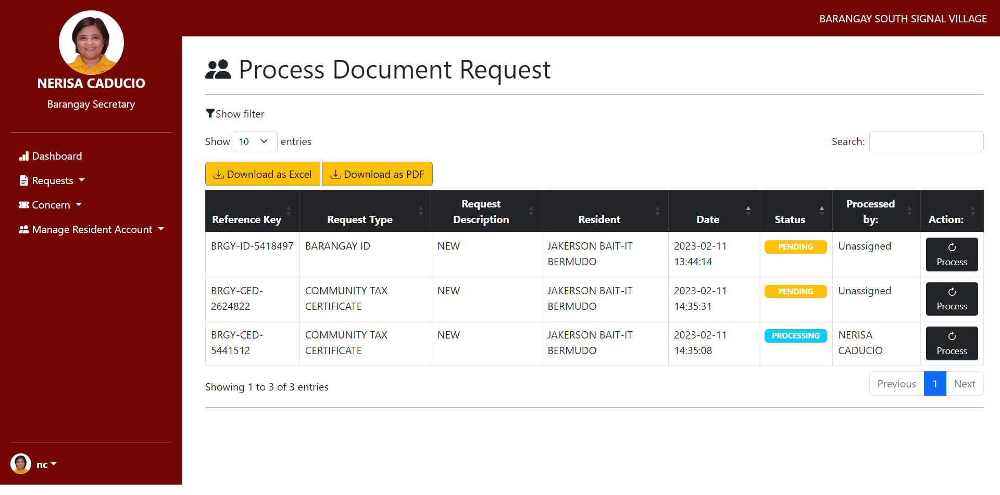 BARANGAY SOUTH SIGNAL VILLAGE
NERISA CADUCIO
Barangay Secretary
Dashboard
Requests
Concern
Manage Resident Account
nc
Process Document Request
Show filter
Show 10 entries
Search:
Download as Excel
Download as PDF
Reference Key
Request Type
Request
Description
Resident
Date
Status
Processed
by:
Action:
BRGY-ID-5418497
BARANGAY ID
NEW
JAKERSON BAIT-IT
BERMUDO
2023-02-11
13:44:14
PENDING
Unassigned
Process
BRGY-CED-
2624822
COMMUNITY TAX
CERTIFICATE
NEW
JAKERSON BAIT-IT
BERMUDO
2023-02-11
14:35:31
PENDING
Unassigned
Process
BRGY-CED-
5441512
COMMUNITY TAX
CERTIFICATE
NEW
JAKERSON BAIT-IT
BERMUDO
2023-02-11
14:35:08
PROCESSING
NERISA
CADUCIO
Process
Showing 1 to 3 of 3 entries
Previous 1 Next